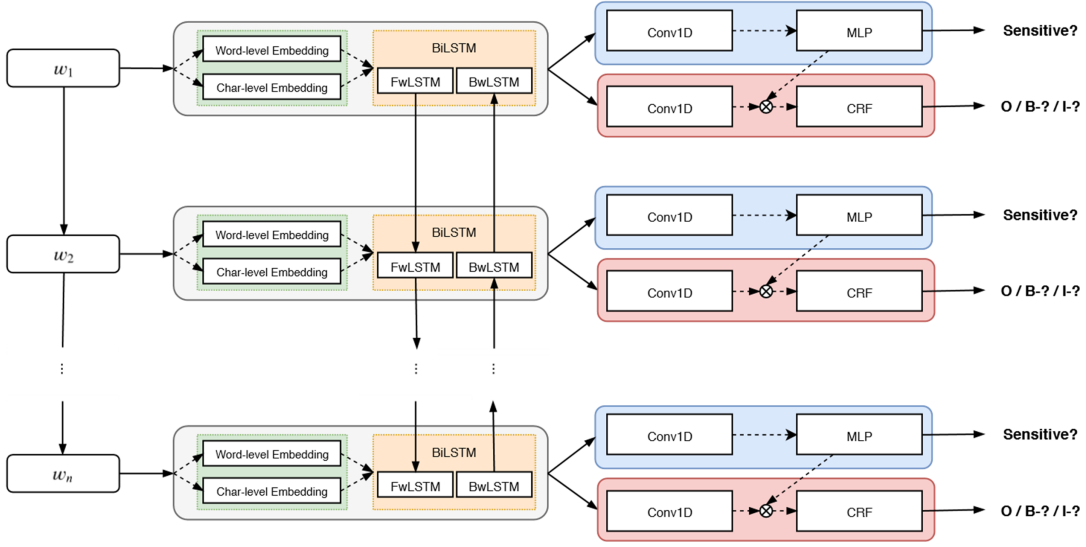 w1
Word-level Embedding
Char-level Embedding
BiLSTM
FwLSTM
BwLSTM
Conv1D
MLP
Sensitive?
Conv1D
CRF
O / B-? / I-?
w2
Word-level Embedding
Char-level Embedding
BiLSTM
FwLSTM
BwLSTM
Conv1D
MLP
Sensitive?
Conv1D
CRF
O / B-? / I-?
...
...
...
wn
Word-level Embedding
Char-level Embedding
BiLSTM
FwLSTM
BwLSTM
Conv1D
MLP
Sensitive?
Conv1D
CRF
O / B-? / I-?